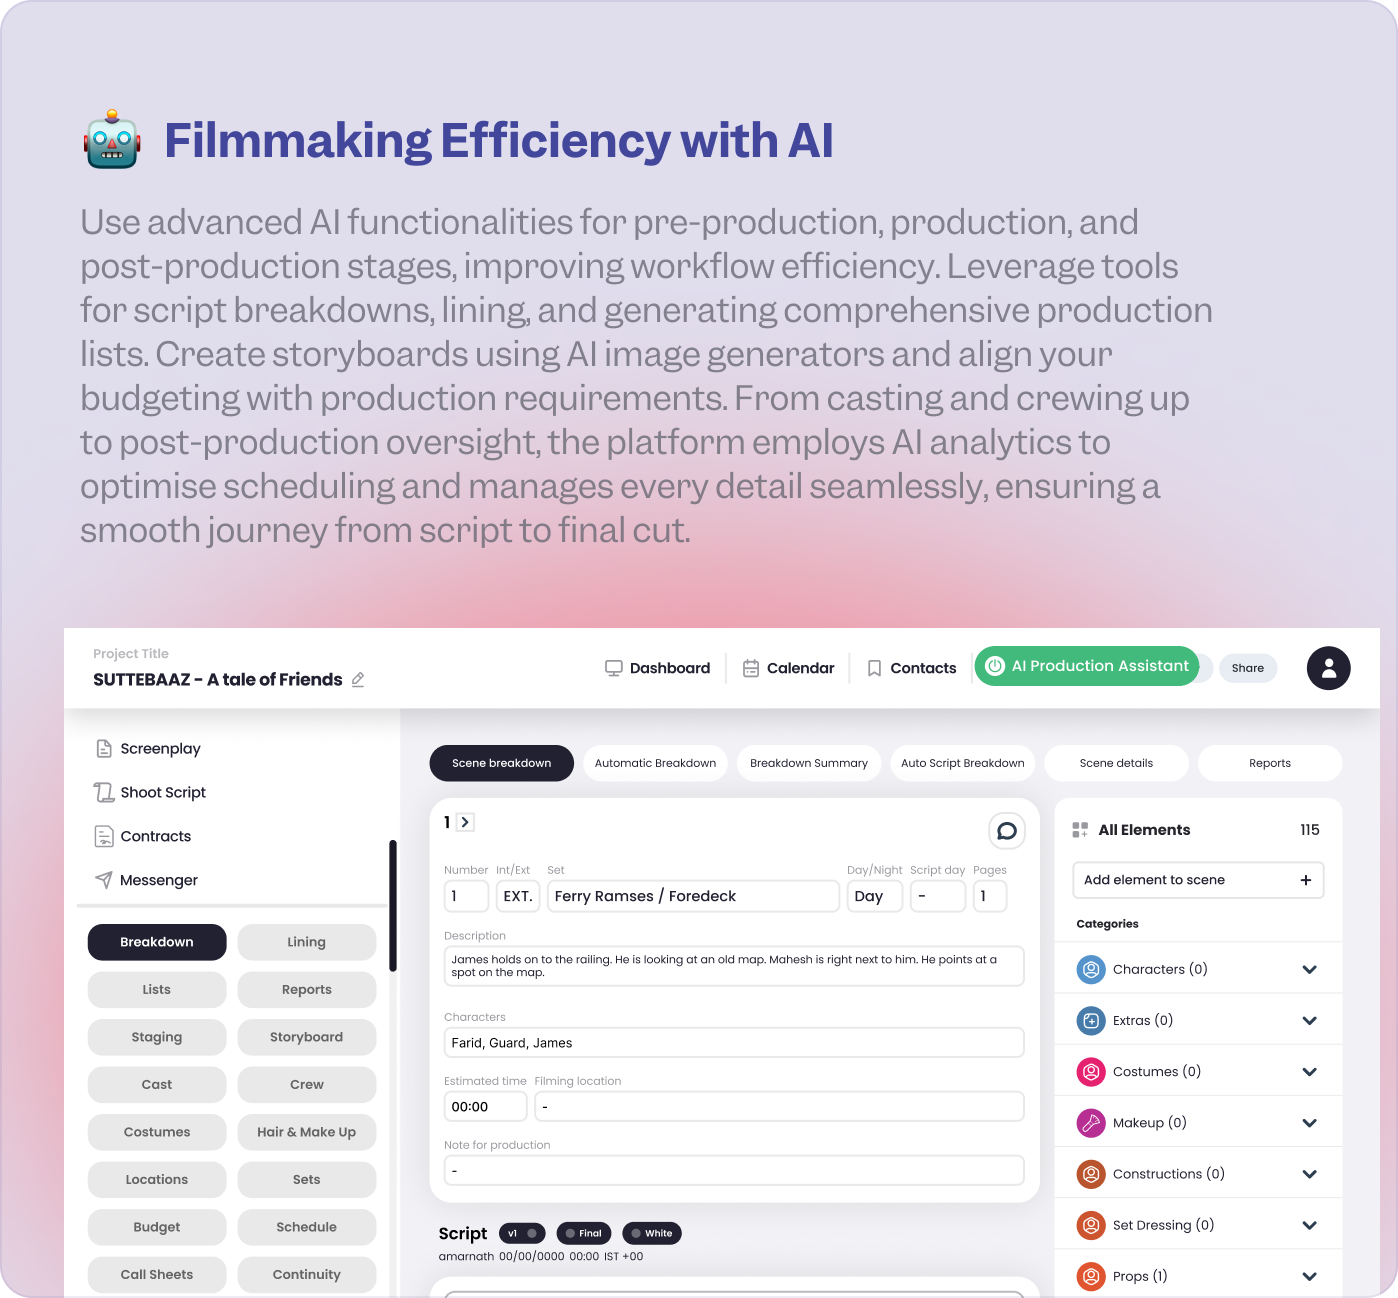 Filmmaking Efficiency with AI
Use advanced AI functionalities for pre-production, production, and
post-production stages, improving workflow efficiency. Leverage tools
for script breakdowns, lining, and generating comprehensive production
lists. Create storyboards using AI image generators and align your
budgeting with production requirements. From casting and crewing up
to post-production oversight, the platform employs AI analytics to
optimise scheduling and manages every detail seamlessly, ensuring a
smooth journey from script to final cut.
Project Title
SUTTEBAAZ - A tale of Friends
Dashboard
Calendar
Contacts
AI Production Assistant
Share
Screenplay
Shoot Script
Contracts
Messenger
Breakdown
Lining
Lists
Reports
Staging
Storyboard
Cast
Crew
Costumes
Hair & Make Up
Locations
Sets
Budget
Schedule
Call Sheets
Continuity
Scene breakdown
Automatic Breakdown
Breakdown Summary
Auto Script Breakdown
Scene details
Reports
1 >
Number Int/Ext Set Day/Night Script day Pages
1 EXT. Ferry Ramses / Foredeck Day - 1
Description
James holds on to the railing. He is looking at an old map. Mahesh is right next to him. He points at a
spot on the map.
Characters
Farid, Guard, James
Estimated time Filming location
00:00 -
Note for production
-
Script v1 Final White
amarnath 00/00/0000 00:00 IST +00
All Elements 115
Add element to scene +
Categories
Characters (0)
Extras (0)
Costumes (0)
Makeup (0)
Constructions (0)
Set Dressing (0)
Props (1)